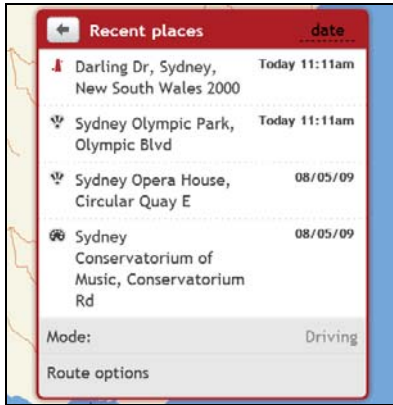 Recent places date
Darling Dr, Sydney, Today 11:11am
New South Wales 2000
Sydney Olympic Park, Today 11:11am
Olympic Blvd
Sydney Opera House, 08/05/09
Circular Quay E
Sydney 08/05/09
Conservatorium of
Music, Conservatorium
Rd
Mode: Driving
Route options